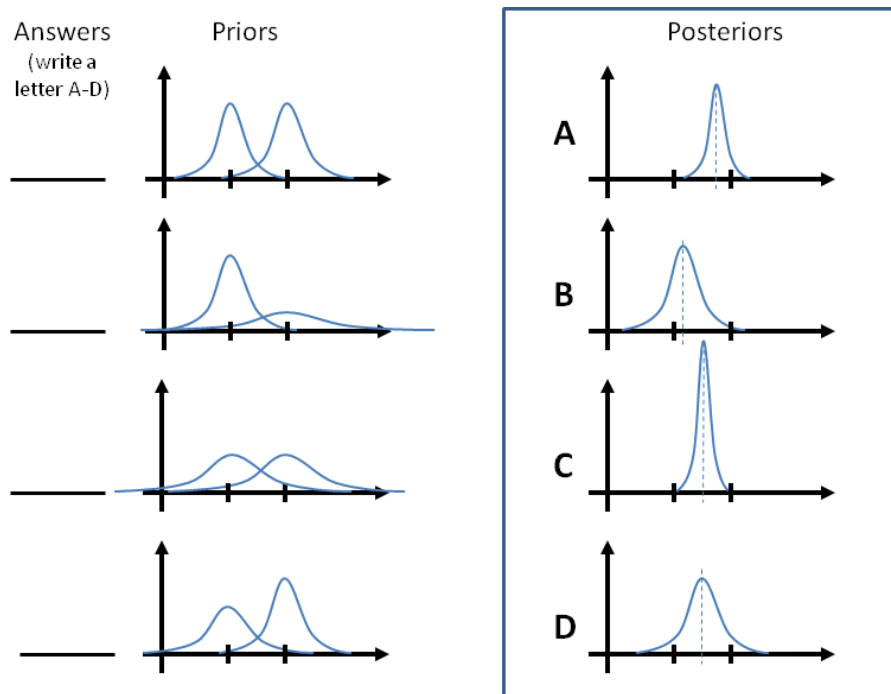 Answers
(write a
letter A-D)
Priors
Posteriors
A
B
C
D